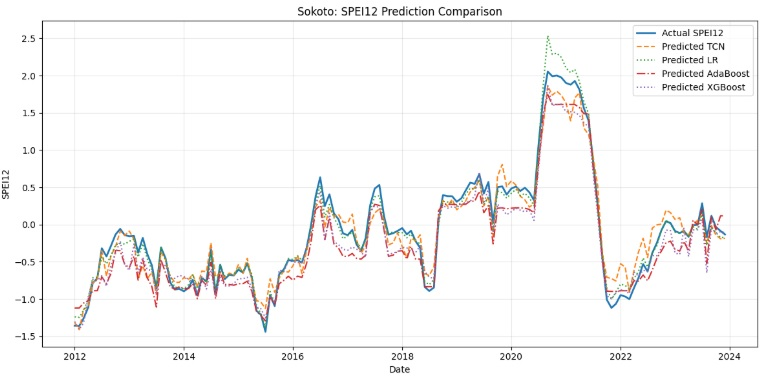 Sokoto: SPEI12 Prediction Comparison
Actual SPEI12
Predicted TCN
Predicted LR
Predicted AdaBoost
Predicted XGBoost
SPEI12
2.5
2.0
1.5
1.0
0.5
0.0
−0.5
−1.0
−1.5
2012 2014 2016 2018 2020 2022 2024
Date